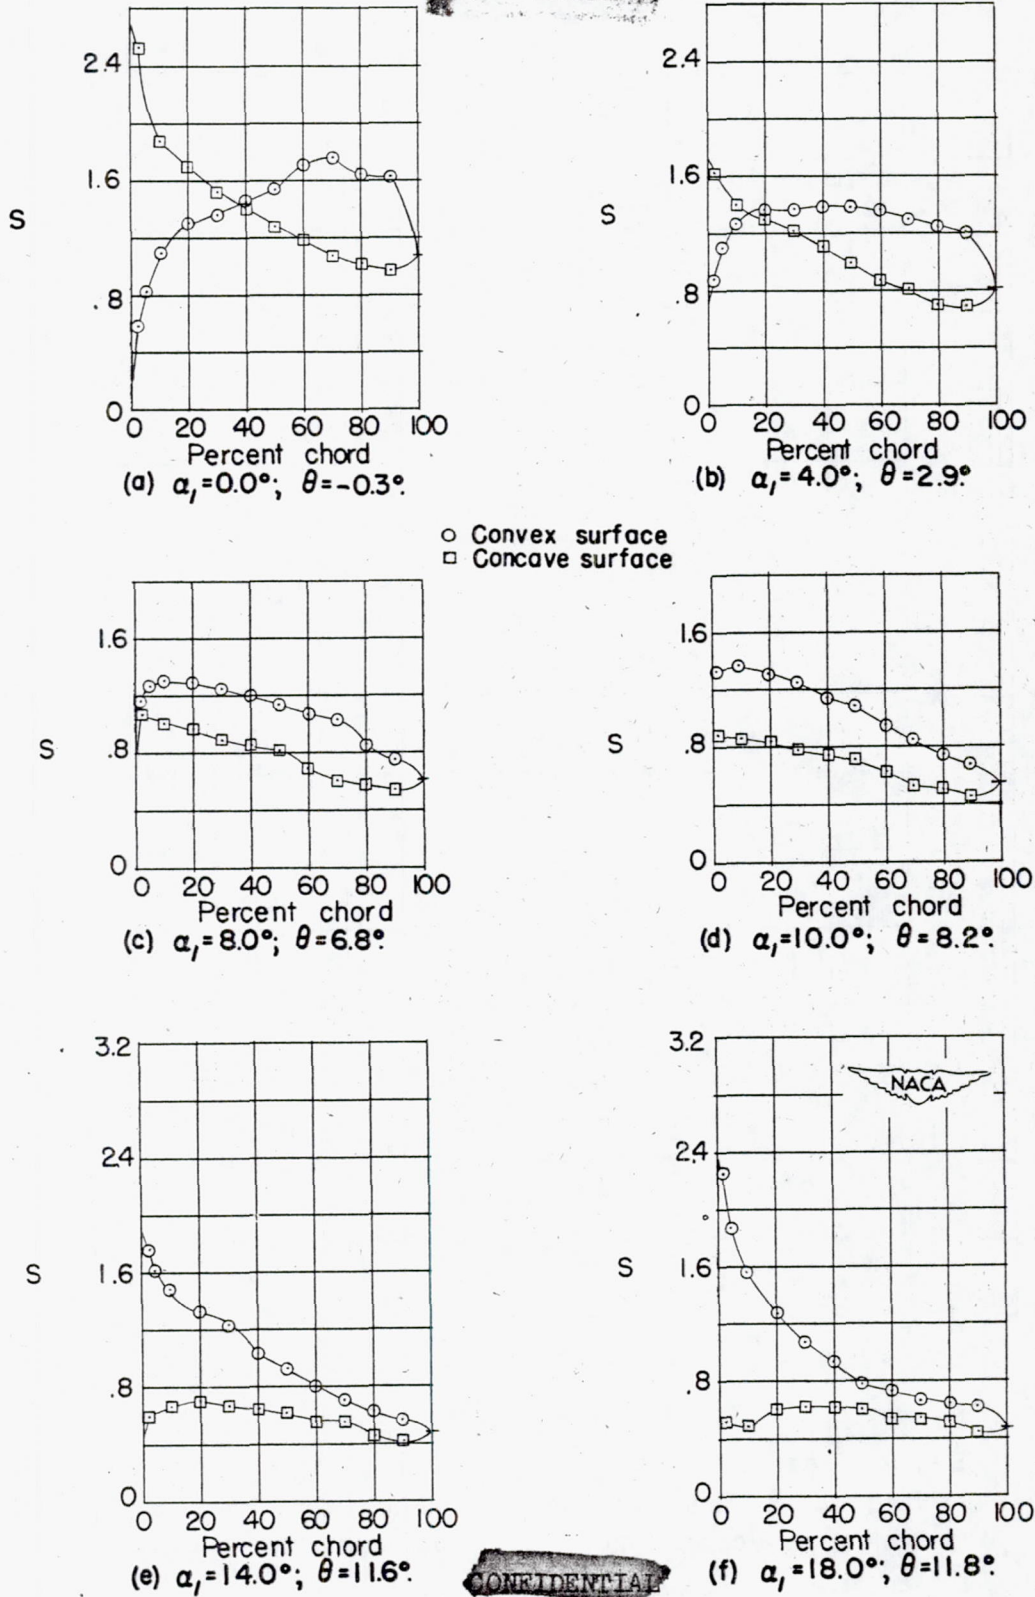 2.4
1.6
S
.8
0
0 20 40 60 80 100
Percent chord
(a) α₁=0.0°; θ=-0.3°.
2.4
1.6
S
.8
0
0 20 40 60 80 100
Percent chord
(b) α₁=4.0°; θ=2.9°.
Convex surface
Concave surface
1.6
S
.8
0
0 20 40 60 80 100
Percent chord
(c) α₁=8.0°; θ=6.8°.
1.6
S
.8
0
0 20 40 60 80 100
Percent chord
(d) α₁=10.0°; θ=8.2°.
3.2
2.4
S
1.6
.8
0
0 20 40 60 80 100
Percent chord
(e) α₁=14.0°; θ=11.6°.
3.2
NACA
2.4
S
1.6
.8
0
0 20 40 60 80 100
Percent chord
(f) α₁=18.0°; θ=11.8°.
CONFIDENTIAL